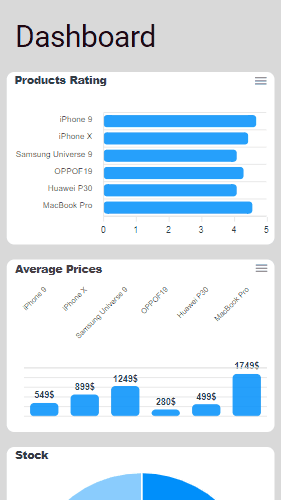 Dashboard
Products Rating
iPhone 9
iPhone X
Samsung Universe 9
OPPOF19
Huawei P30
MacBook Pro
0 1 2 3 4 5
Average Prices
iPhone 9 iPhone X Samsung Universe 9 OPPOF19 Huawei P30 MacBook Pro
549$ 899$ 1249$ 280$ 499$ 1749$
Stock